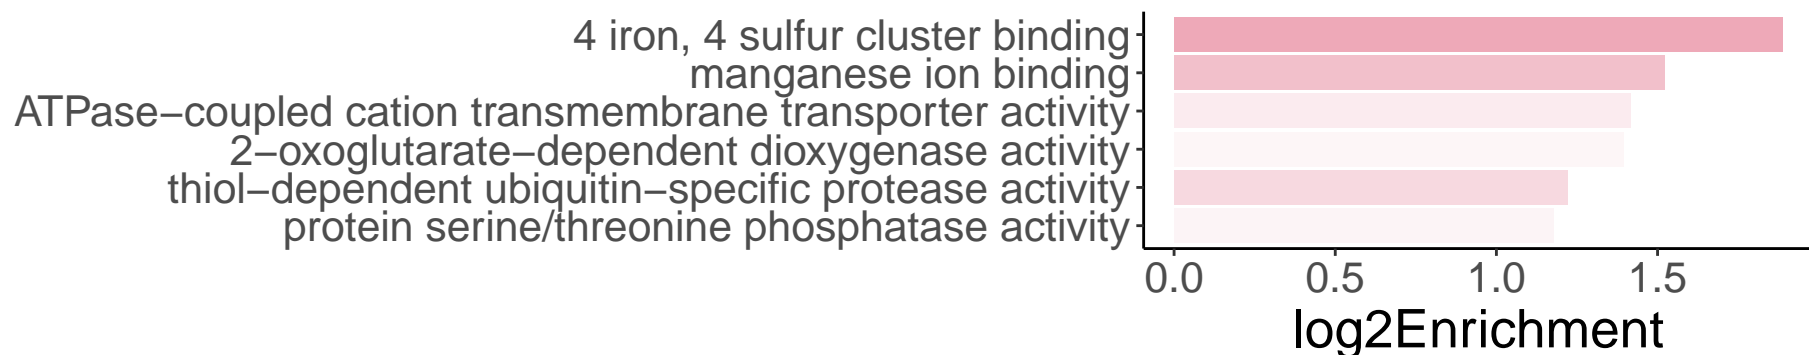 4 iron, 4 sulfur cluster binding
manganese ion binding
ATPase−coupled cation transmembrane transporter activity
2−oxoglutarate−dependent dioxygenase activity
thiol−dependent ubiquitin−specific protease activity
protein serine/threonine phosphatase activity
0.0 0.5 1.0 1.5
log2Enrichment